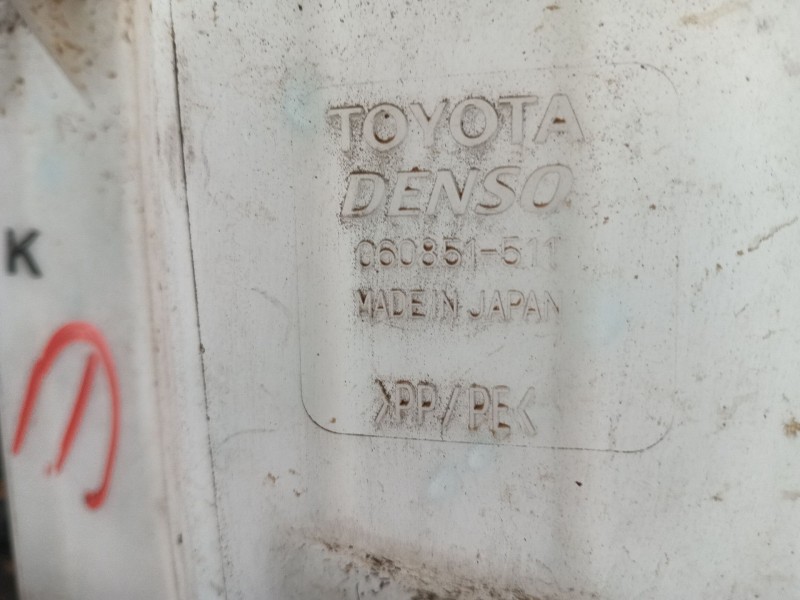 TOYOTA
DENSO
060851-511
MADE IN JAPAN
>PP/PE<
K